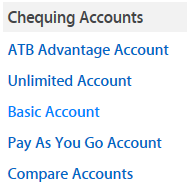 Chequing Accounts
ATB Advantage Account
Unlimited Account
Basic Account
Pay As You Go Account
Compare Accounts